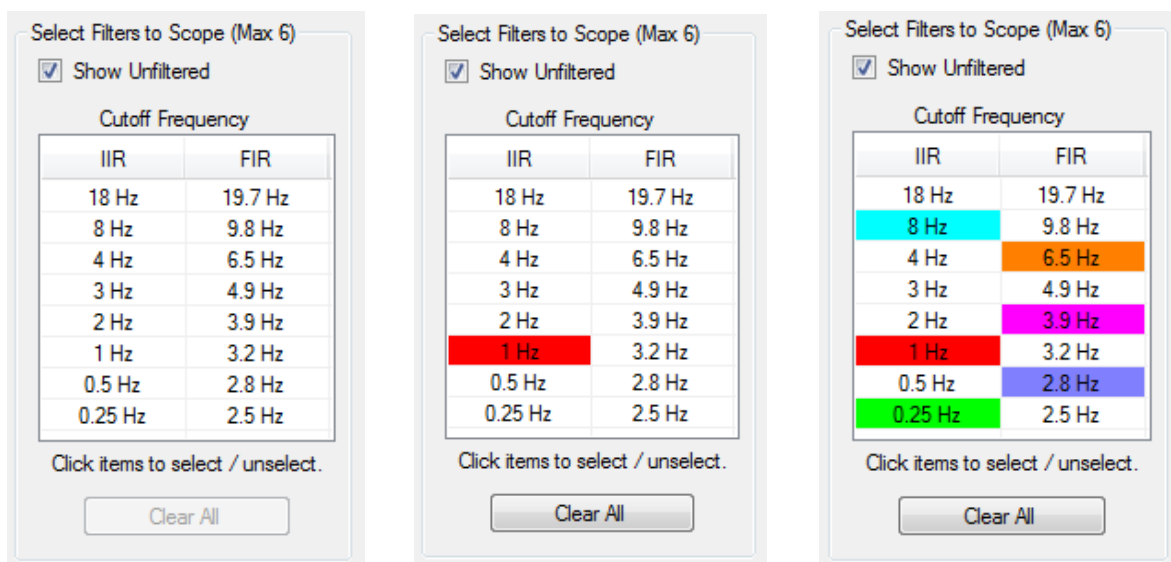 Select Filters to Scope (Max 6)
Show Unfiltered
Cutoff Frequency
IIR FIR
18 Hz 19.7 Hz
8 Hz 9.8 Hz
4 Hz 6.5 Hz
3 Hz 4.9 Hz
2 Hz 3.9 Hz
1 Hz 3.2 Hz
0.5 Hz 2.8 Hz
0.25 Hz 2.5 Hz
Click items to select / unselect.
Clear All
Select Filters to Scope (Max 6)
Show Unfiltered
Cutoff Frequency
IIR FIR
18 Hz 19.7 Hz
8 Hz 9.8 Hz
4 Hz 6.5 Hz
3 Hz 4.9 Hz
2 Hz 3.9 Hz
1 Hz 3.2 Hz
0.5 Hz 2.8 Hz
0.25 Hz 2.5 Hz
Click items to select / unselect.
Clear All
Select Filters to Scope (Max 6)
Show Unfiltered
Cutoff Frequency
IIR FIR
18 Hz 19.7 Hz
8 Hz 9.8 Hz
4 Hz 6.5 Hz
3 Hz 4.9 Hz
2 Hz 3.9 Hz
1 Hz 3.2 Hz
0.5 Hz 2.8 Hz
0.25 Hz 2.5 Hz
Click items to select / unselect.
Clear All